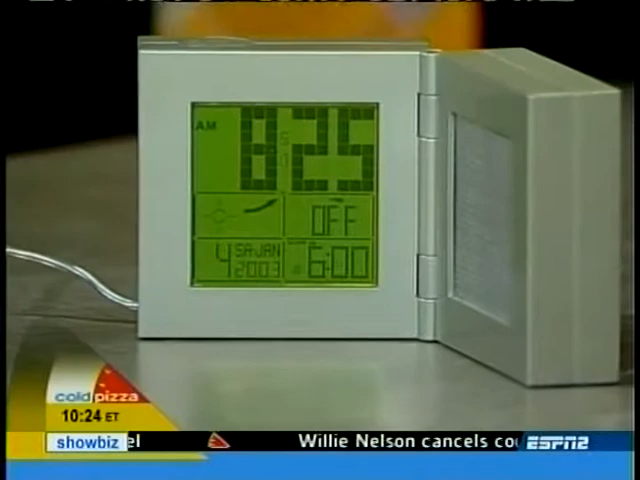 AM
8 25
OFF
4 SA JAN
2003
6:00
cold pizza
10:24 ET
showbiz
el
Willie Nelson cancels co
ESPN2